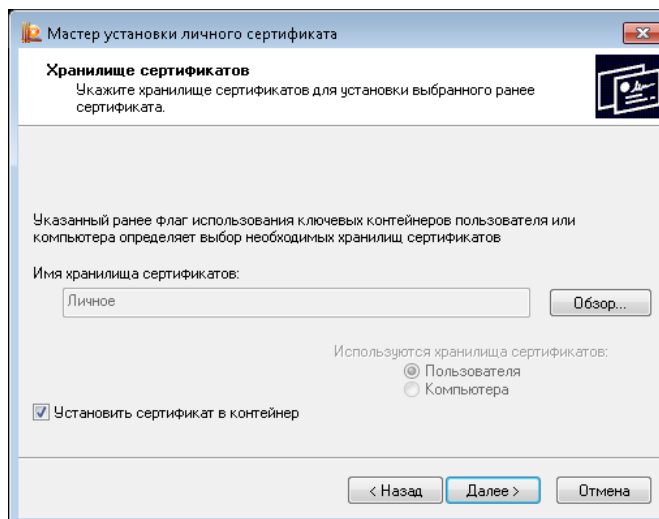 Мастер установки личного сертификата
Хранилище сертификатов
Укажите хранилище сертификатов для установки выбранного ранее
сертификата.
Указанный ранее флаг использования ключевых контейнеров пользователя или
компьютера определяет выбор необходимых хранилищ сертификатов
Имя хранилища сертификатов:
Личное
Обзор...
Используются хранилища сертификатов:
Пользователя
Компьютера
Установить сертификат в контейнер
< Назад
Далее >
Отмена